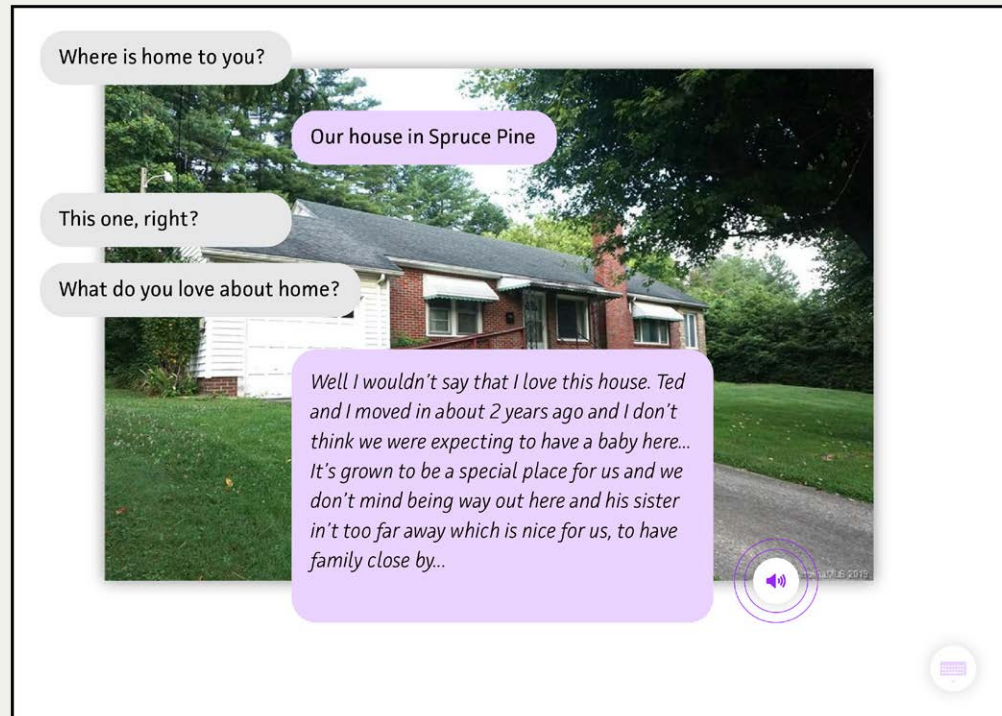 Where is home to you?
Our house in Spruce Pine
This one, right?
What do you love about home?
Well I wouldn't say that I love this house. Ted
and I moved in about 2 years ago and I don't
think we were expecting to have a baby here...
It's grown to be a special place for us and we
don't mind being way out here and his sister
in't too far away which is nice for us, to have
family close by...
2019